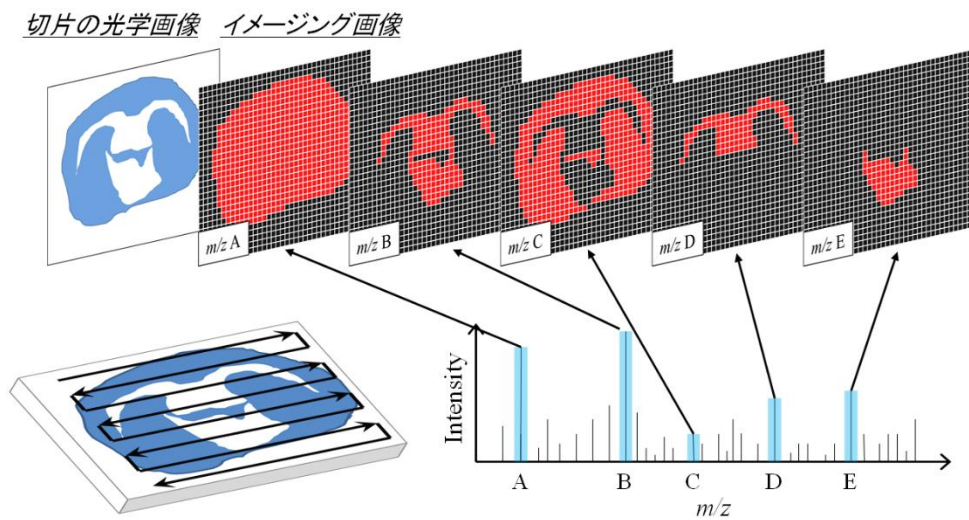 切片の光学画像 イメージング画像
m/z A
m/z B
m/z C
m/z D
m/z E
Intensity
A B C D E
m/z